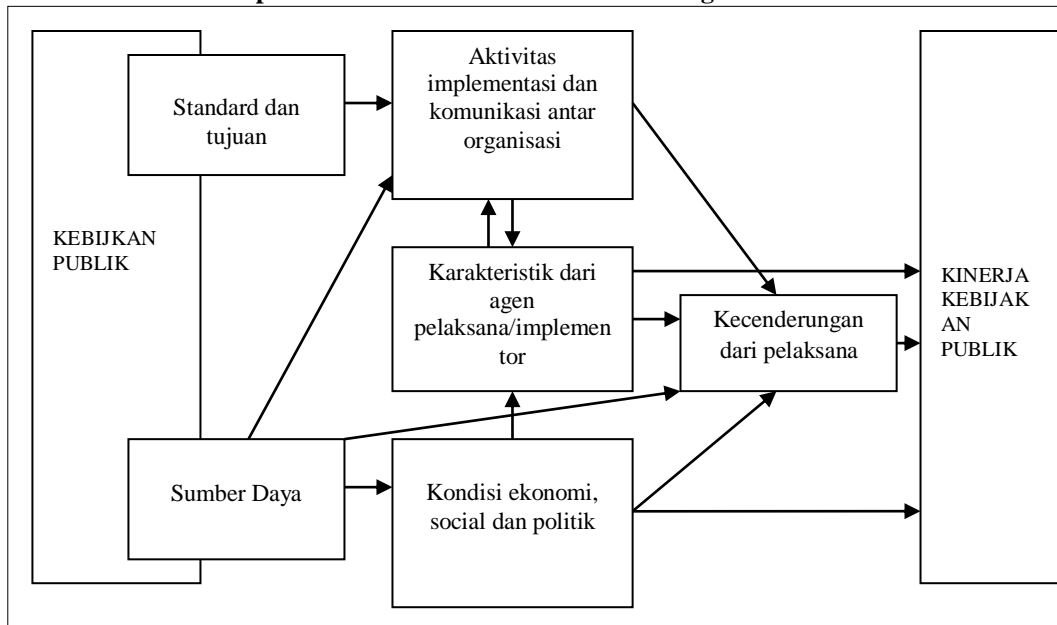 Aktivitas
implementasi dan
komunikasi antar
organisasi
Standard dan
tujuan
KEBIJKAN
PUBLIK
Karakteristik dari
agen
pelaksana/implemen
tor
Kecenderungan
dari pelaksana
KINERJA
KEBIJAK
AN
PUBLIK
Sumber Daya
Kondisi ekonomi,
social dan politik